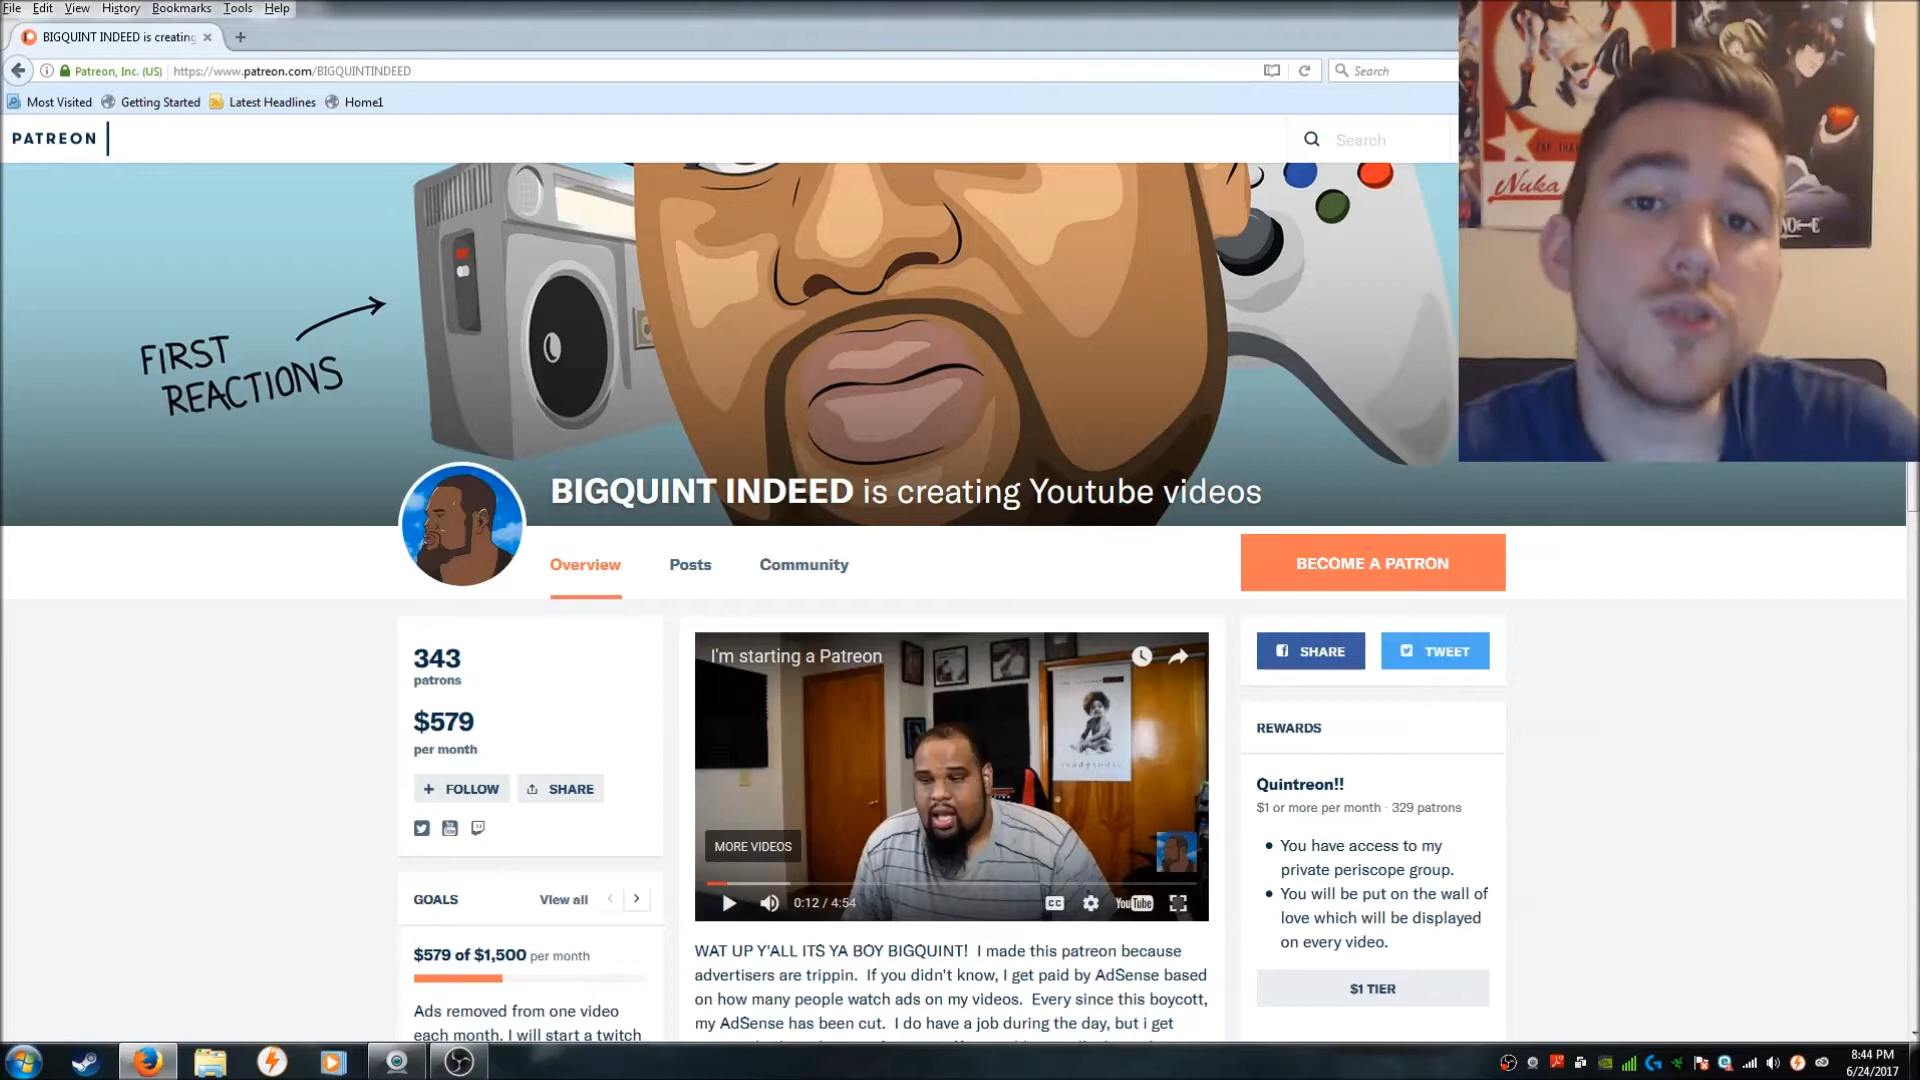 File Edit View History Bookmarks Tools Help
BIGQUINT INDEED is creating
Patreon, Inc. (US) https://www.patreon.com/BIGQUINTINDEED
Search
Most Visited Getting Started Latest Headlines Home1
PATREON
Search
Nuka
FIRST
REACTIONS
BIGQUINT INDEED is creating Youtube videos
Overview Posts Community
BECOME A PATRON
343
patrons
$579
per month
+ FOLLOW SHARE
GOALS View all
$579 of $1,500 per month
Ads removed from one video
each month. I will start a twitch
I'm starting a Patreon
MORE VIDEOS
0:12 / 4:54
CC
YouTube
WAT UP Y'ALL ITS YA BOY BIGQUINT! I made this patreon because
advertisers are trippin. If you didn't know, I get paid by AdSense based
on how many people watch ads on my videos. Every since this boycott,
my AdSense has been cut. I do have a job during the day, but i get
SHARE TWEET
REWARDS
Quintreon!!
$1 or more per month · 329 patrons
• You have access to my
private periscope group.
• You will be put on the wall of
love which will be displayed
on every video.
$1 TIER
8:44 PM
6/24/2017